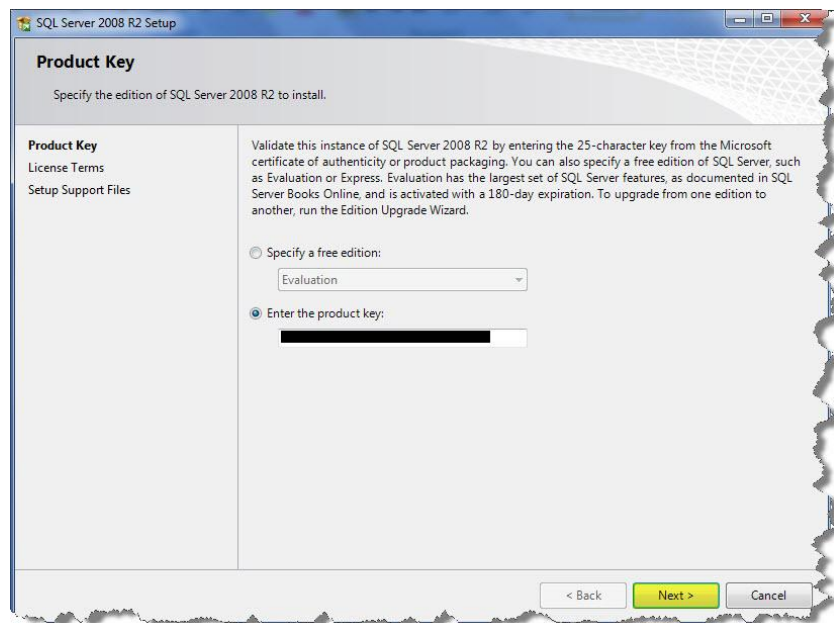 SQL Server 2008 R2 Setup
Product Key
Specify the edition of SQL Server 2008 R2 to install.
Product Key
License Terms
Setup Support Files
Validate this instance of SQL Server 2008 R2 by entering the 25-character key from the Microsoft
certificate of authenticity or product packaging. You can also specify a free edition of SQL Server, such
as Evaluation or Express. Evaluation has the largest set of SQL Server features, as documented in SQL
Server Books Online, and is activated with a 180-day expiration. To upgrade from one edition to
another, run the Edition Upgrade Wizard.
Specify a free edition:
Evaluation
Enter the product key:
< Back
Next >
Cancel